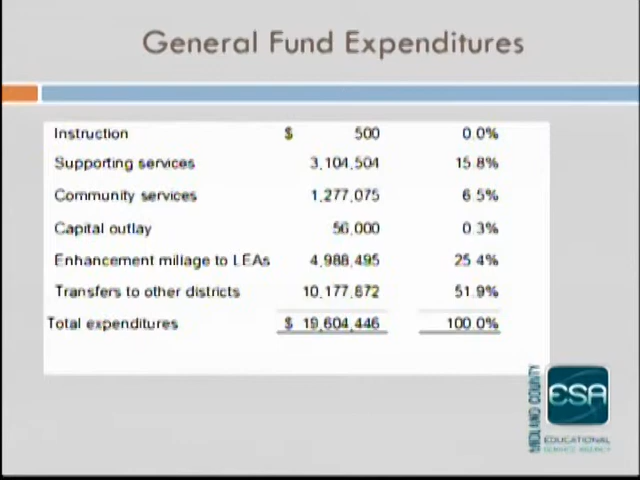 General Fund Expenditures
Instruction $ 500 0.0%
Supporting services 3,104,504 15.8%
Community services 1,277,075 6.5%
Capital outlay 56,000 0.3%
Enhancement millage to LEAs 4,988,495 25.4%
Transfers to other districts 10,177,872 51.9%
Total expenditures $ 19,604,446 100.0%
MIDLAND COUNTY
ESA
EDUCATIONAL
SERVICE AGENCY